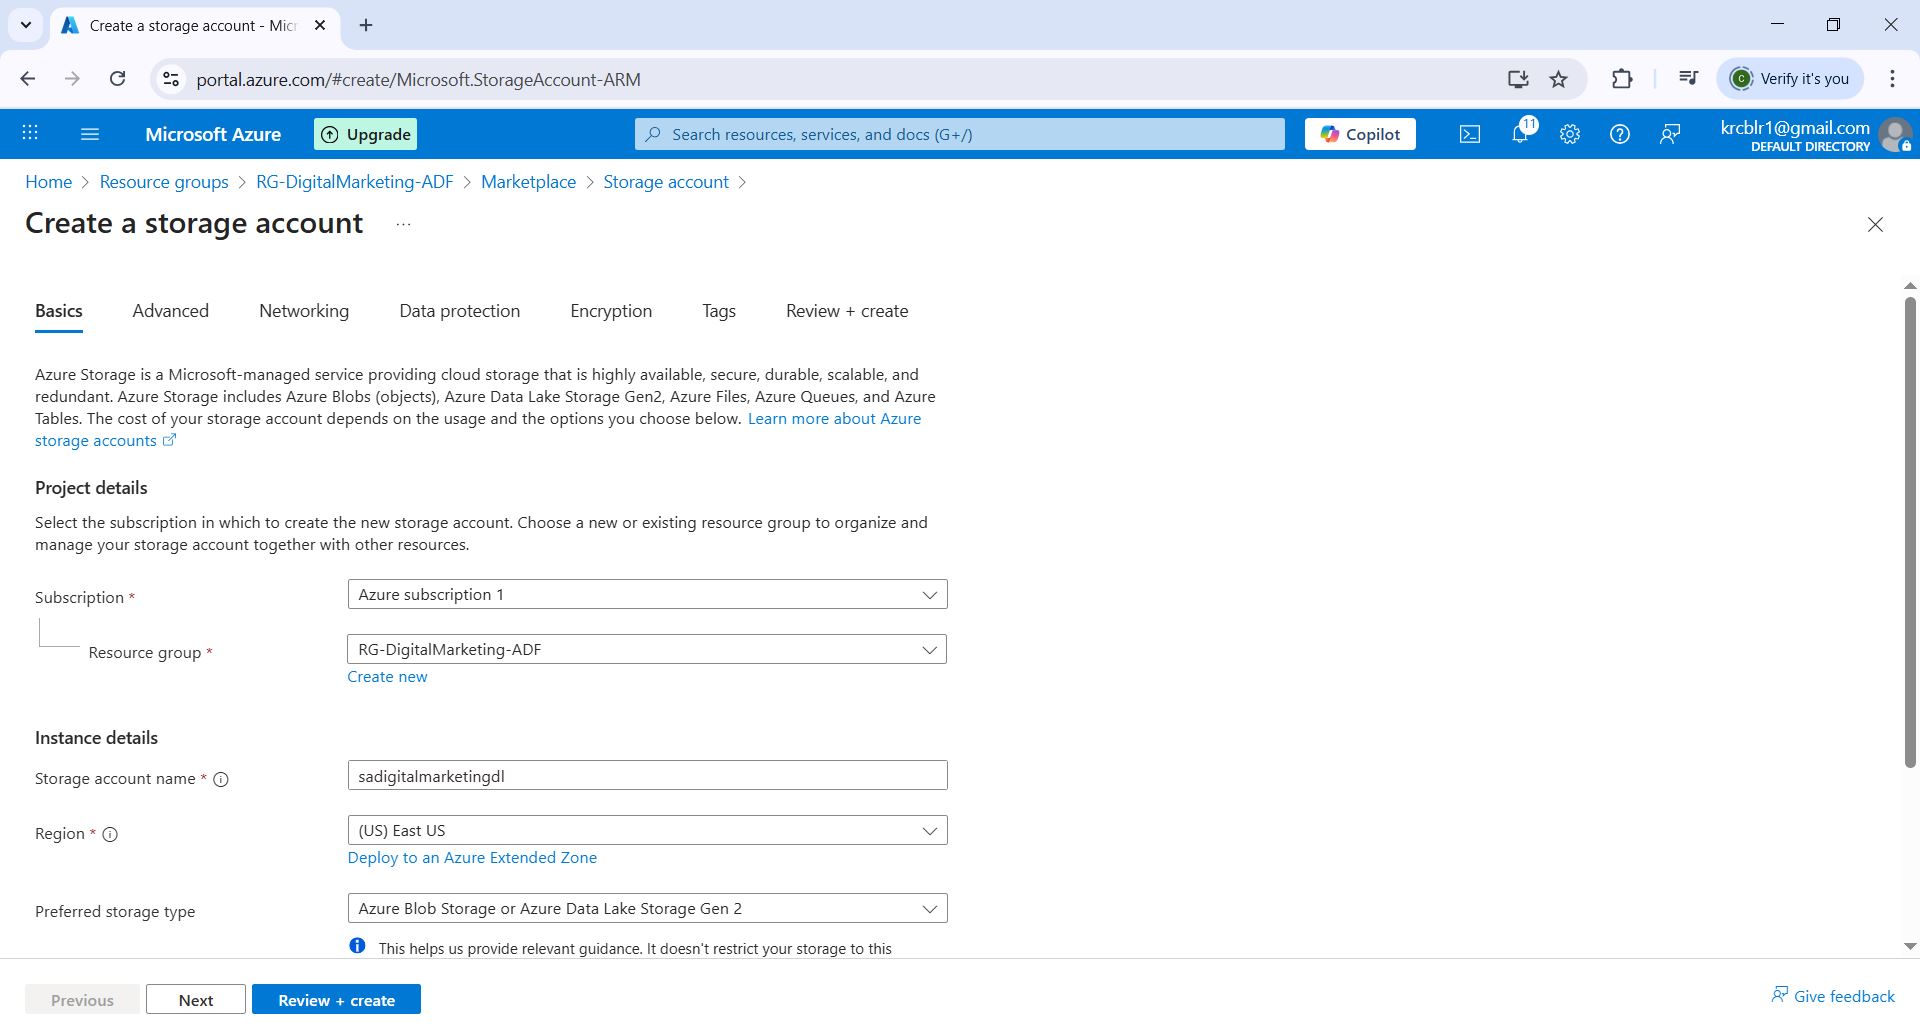 Create a storage account - Micr
portal.azure.com/#create/Microsoft.StorageAccount-ARM
C Verify it's you
Microsoft Azure
Upgrade
Search resources, services, and docs (G+/)
Copilot
11
krcblr1@gmail.com
DEFAULT DIRECTORY
Home > Resource groups > RG-DigitalMarketing-ADF > Marketplace > Storage account >
Create a storage account ...
Basics Advanced Networking Data protection Encryption Tags Review + create
Azure Storage is a Microsoft-managed service providing cloud storage that is highly available, secure, durable, scalable, and
redundant. Azure Storage includes Azure Blobs (objects), Azure Data Lake Storage Gen2, Azure Files, Azure Queues, and Azure
Tables. The cost of your storage account depends on the usage and the options you choose below. Learn more about Azure
storage accounts
Project details
Select the subscription in which to create the new storage account. Choose a new or existing resource group to organize and
manage your storage account together with other resources.
Subscription * Azure subscription 1
Resource group * RG-DigitalMarketing-ADF
Create new
Instance details
Storage account name * sadigitalmarketingdl
Region * (US) East US
Deploy to an Azure Extended Zone
Preferred storage type Azure Blob Storage or Azure Data Lake Storage Gen 2
This helps us provide relevant guidance. It doesn't restrict your storage to this
Previous Next Review + create Give feedback